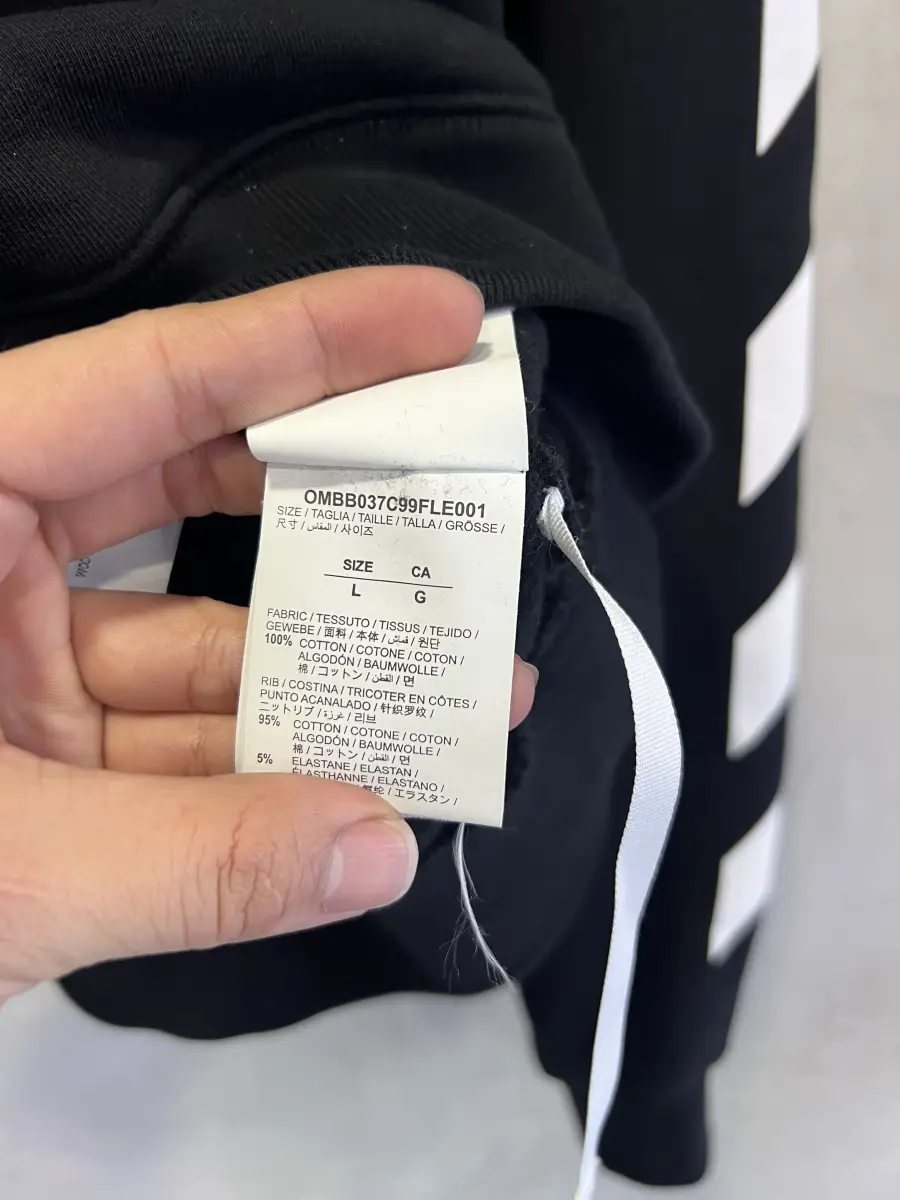 OMBB037C99FLE001
SIZE / TAGLIA / TAILLE / TALLA / GRÖSSE /
尺寸 / المقاس / 사이즈
SIZE CA
L G
FABRIC / TESSUTO / TISSUS / TEJIDO /
GEWEBE / 面料 / 本体 / قماش / 원단
100% COTTON / COTONE / COTON /
ALGODÓN / BAUMWOLLE /
棉 / コットン / القطن / 면
RIB / COSTINA / TRICOTER EN CÔTES /
PUNTO ACANALADO / 针织罗纹 /
ニットリブ / غرزة / 리브
95% COTTON / COTONE / COTON /
ALGODÓN / BAUMWOLLE /
棉 / コットン / القطن / 면
5% ELASTANE / ELASTAN /
ÉLASTHANNE / ELASTANO /
纶 / エラスタン /